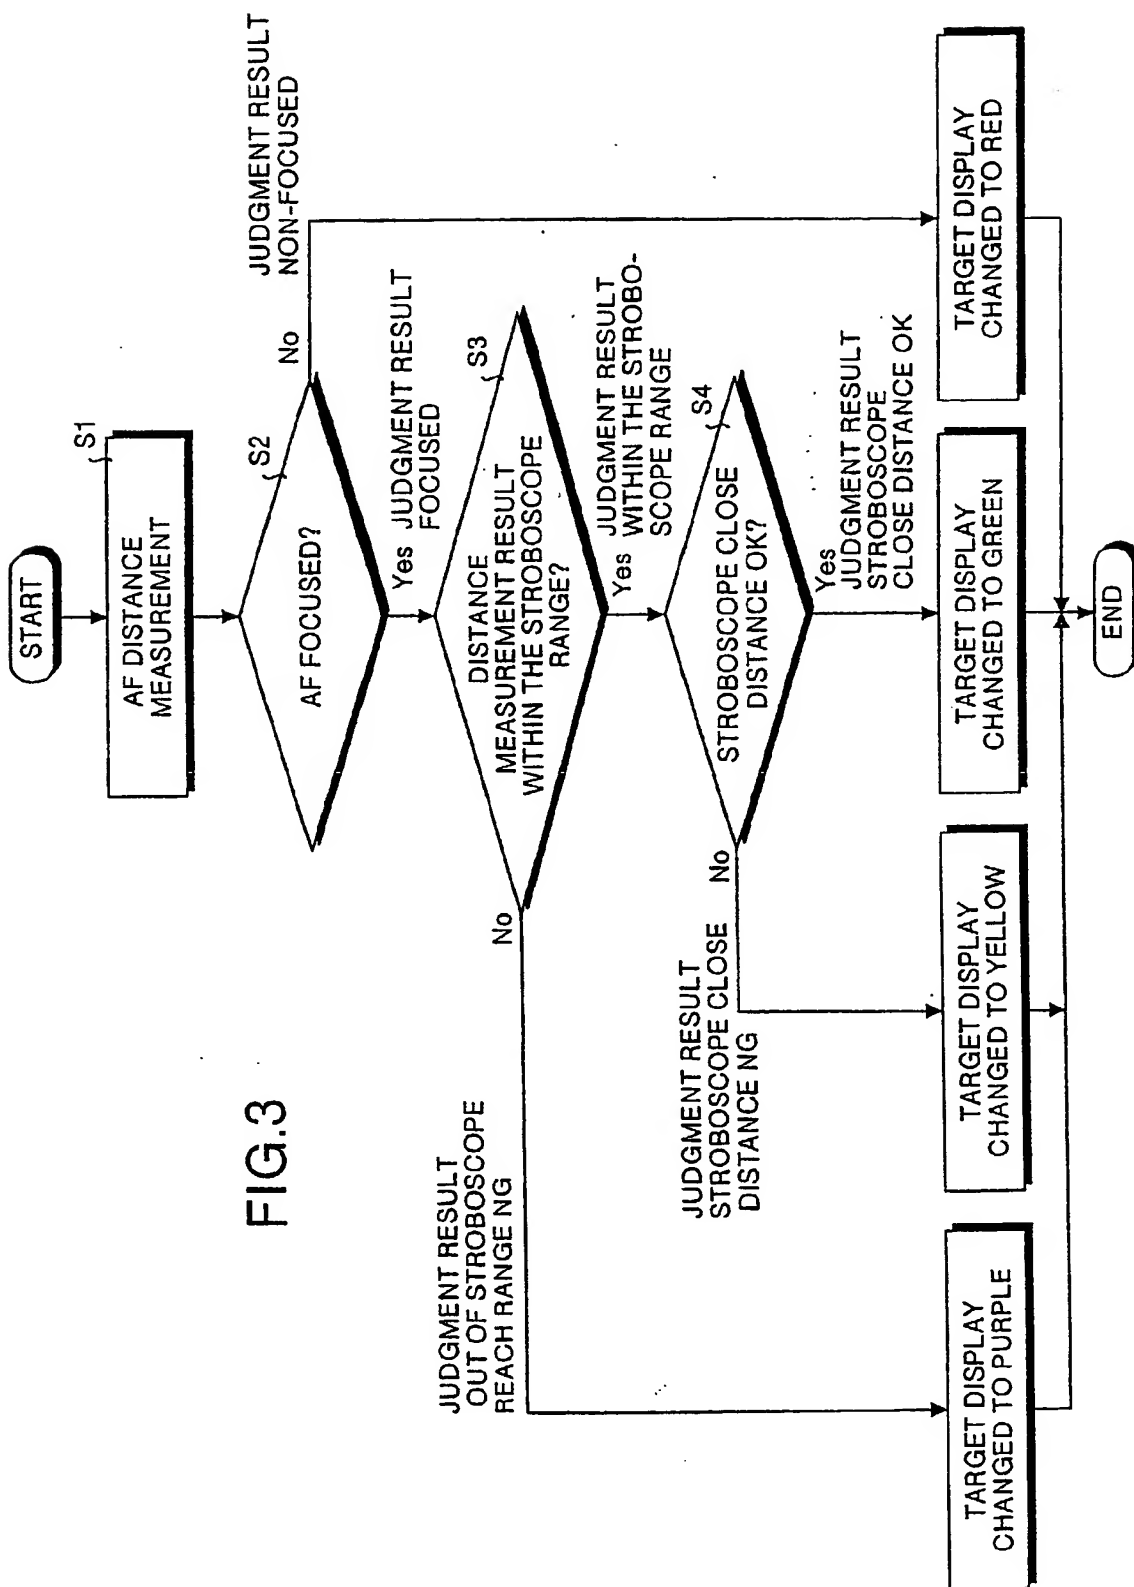 FIG.3
START
S1
AF DISTANCE
MEASUREMENT
S2
AF FOCUSED?
No
JUDGMENT RESULT
NON-FOCUSED
Yes
JUDGMENT RESULT
FOCUSED
S3
DISTANCE
MEASUREMENT RESULT
WITHIN THE STROBOSCOPE
RANGE?
No
JUDGMENT RESULT
OUT OF STROBOSCOPE
REACH RANGE NG
Yes
JUDGMENT RESULT
WITHIN THE STROBO-
SCOPE RANGE
S4
STROBOSCOPE CLOSE
DISTANCE OK?
No
JUDGMENT RESULT
STROBOSCOPE CLOSE
DISTANCE NG
Yes
JUDGMENT RESULT
STROBOSCOPE
CLOSE DISTANCE OK
TARGET DISPLAY
CHANGED TO PURPLE
TARGET DISPLAY
CHANGED TO YELLOW
TARGET DISPLAY
CHANGED TO GREEN
TARGET DISPLAY
CHANGED TO RED
END